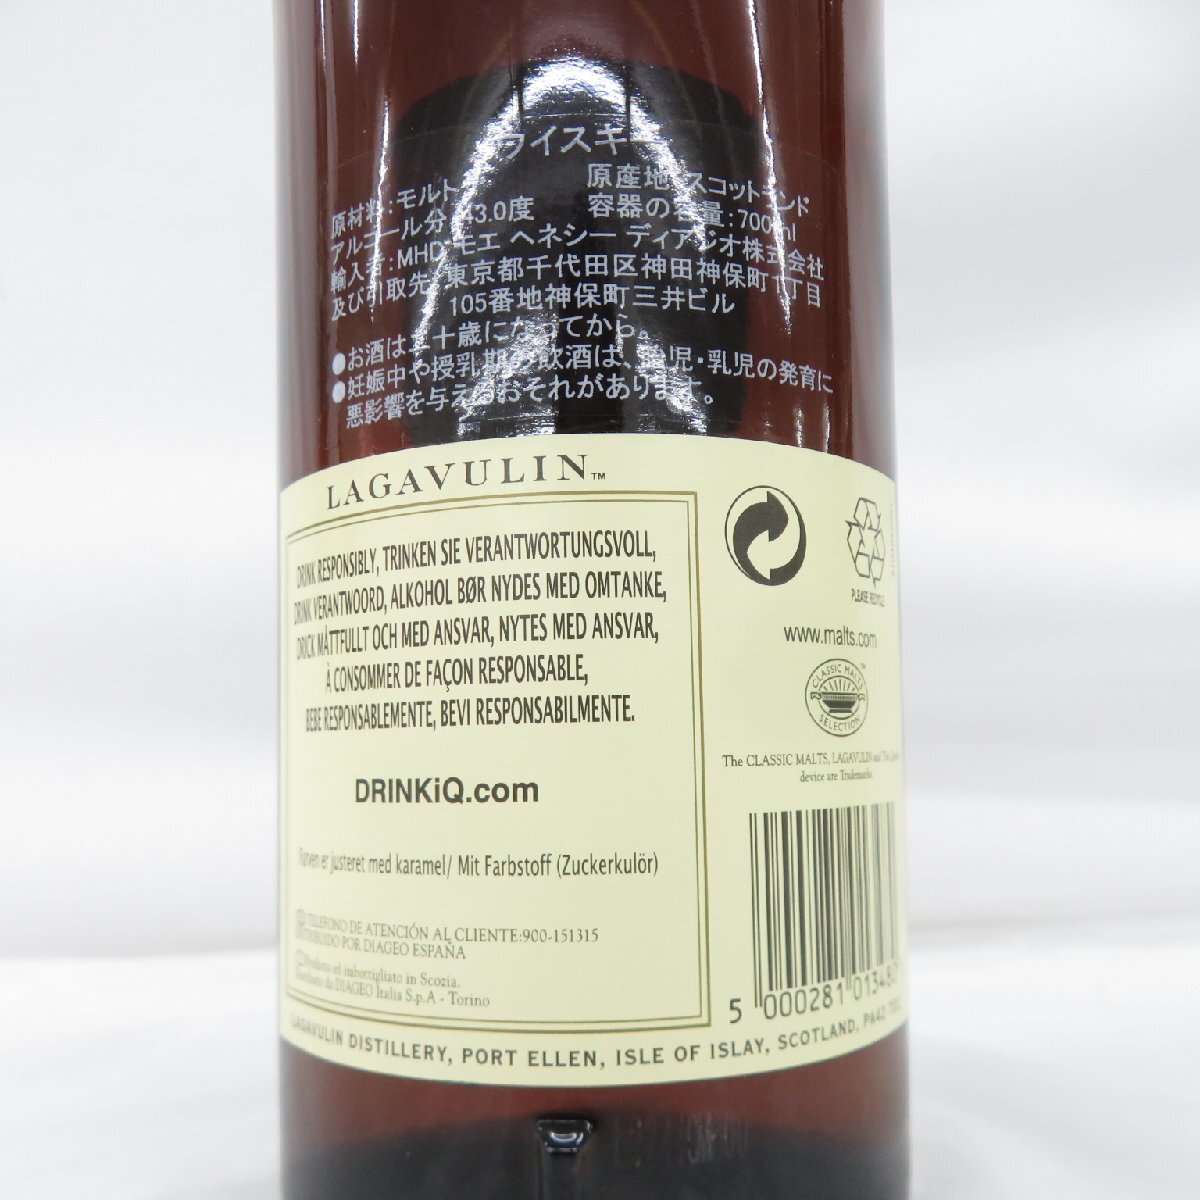 ウイスキー
原材料:モルト
原産地 スコットランド
アルコール分 43.0度
容器の容量:700ml
輸入者:MHD モエ ヘネシー ディアジオ株式会社
及び引取先 東京都千代田区神田神保町1丁目
105番地神保町三井ビル
●お酒は二十歳になってから。
●妊娠中や授乳期の飲酒は、胎児・乳児の発育に
悪影響を与えるおそれがあります。
LAGAVULIN™
DRINK RESPONSIBLY, TRINKEN SIE VERANTWORTUNGSVOLL,
DRINK VERANTWOORD, ALKOHOL BØR NYDES MED OMTANKE,
DRICK MÅTTFULLT OCH MED ANSVAR, NYTES MED ANSVAR,
À CONSOMMER DE FAÇON RESPONSABLE,
BEBE RESPONSABLEMENTE, BEVI RESPONSABILMENTE.
DRINKiQ.com
Farven er justeret med karamel/ Mit Farbstoff (Zuckerkulör)
TELEFONO DE ATENCIÓN AL CLIENTE:900-151315
DISTRIBUIDO POR DIAGEO ESPAÑA
Prodotto ed imbottigliato in Scozia.
Distribuito da DIAGEO Italia S.p.A - Torino
PLEASE RECYCLE
www.malts.com
CLASSIC MALTS™
SELECTION
The CLASSIC MALTS, LAGAVULIN and
device are Trademarks.
5 000281 01348
LAGAVULIN DISTILLERY, PORT ELLEN, ISLE OF ISLAY, SCOTLAND, PA42